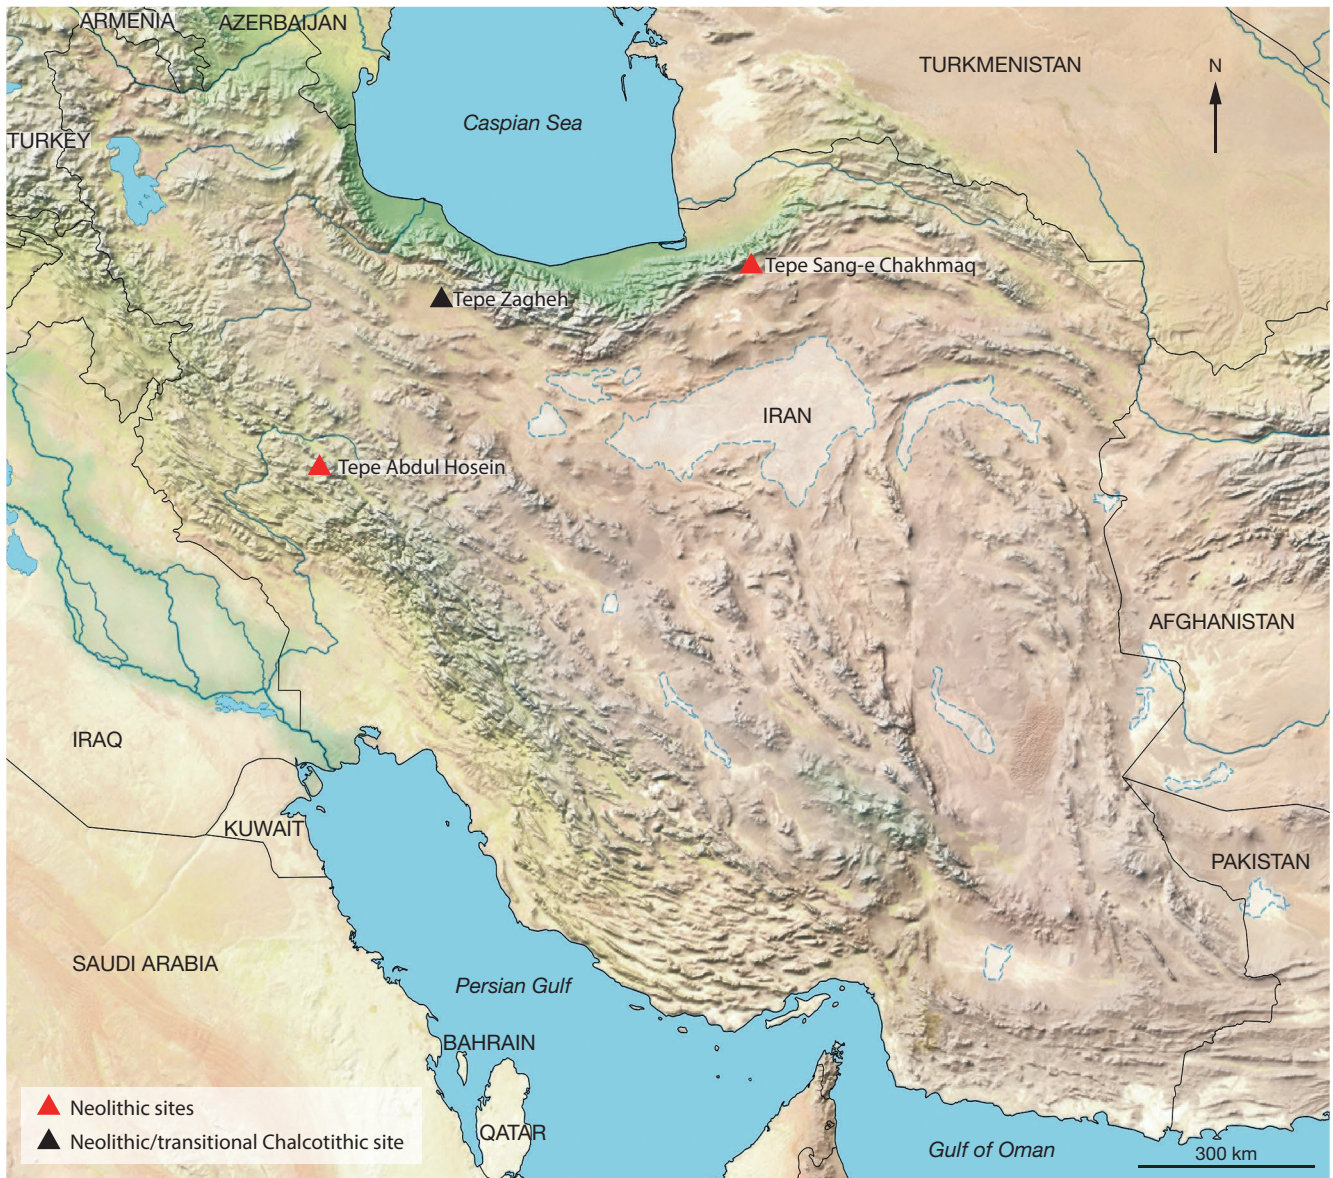 ARMENIA
AZERBAIJAN
TURKMENISTAN
N
Caspian Sea
TURKEY
Tepe Sang-e Chakhmaq
Tepe Zagheh
IRAN
Tepe Abdul Hosein
AFGHANISTAN
IRAQ
KUWAIT
PAKISTAN
SAUDI ARABIA
Persian Gulf
BAHRAIN
Neolithic sites
QATAR
Neolithic/transitional Chalcotithic site
Gulf of Oman
300 km